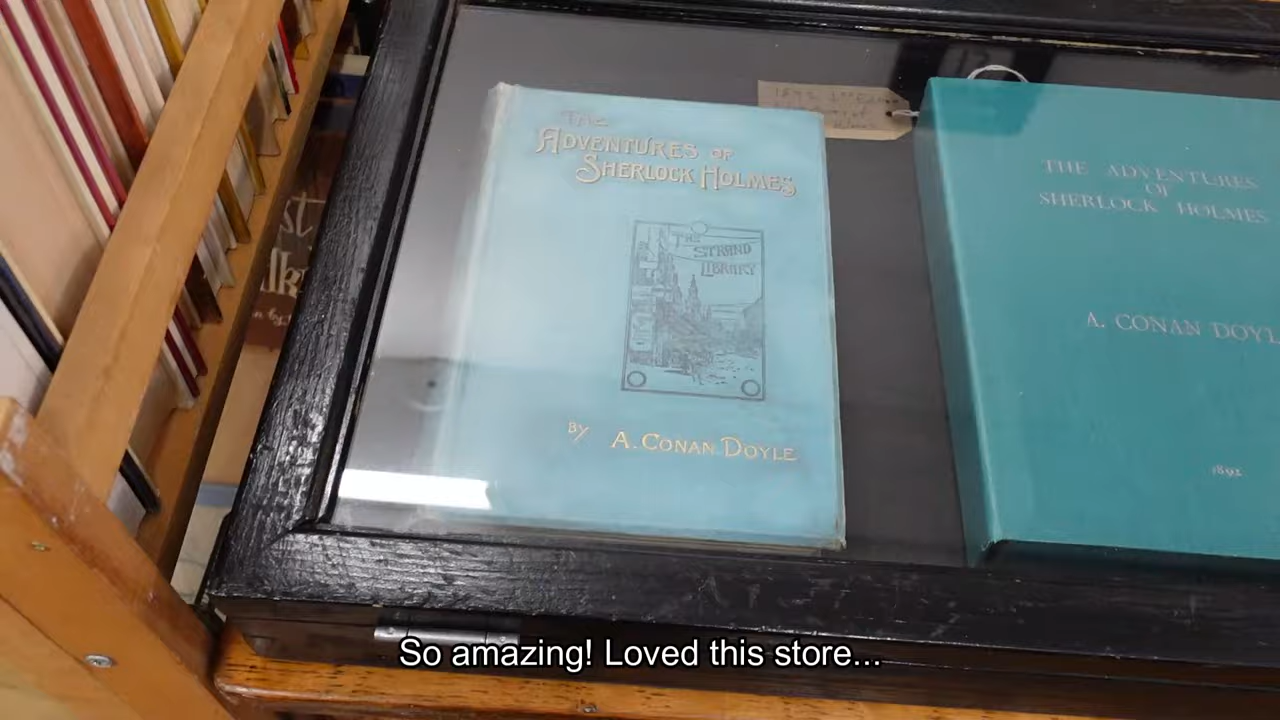 THE
ADVENTURES OF
SHERLOCK HOLMES
THE
STRAND
LIBRARY
BY A. CONAN DOYLE
1892
THE ADVENTURES
OF
SHERLOCK HOLMES
A. CONAN DOYL
1892
So amazing! Loved this store...